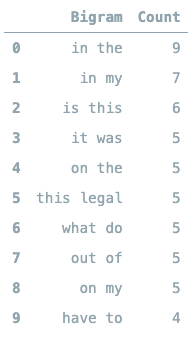 Bigram Count
0 in the 9
1 in my 7
2 is this 6
3 it was 5
4 on the 5
5 this legal 5
6 what do 5
7 out of 5
8 on my 5
9 have to 4